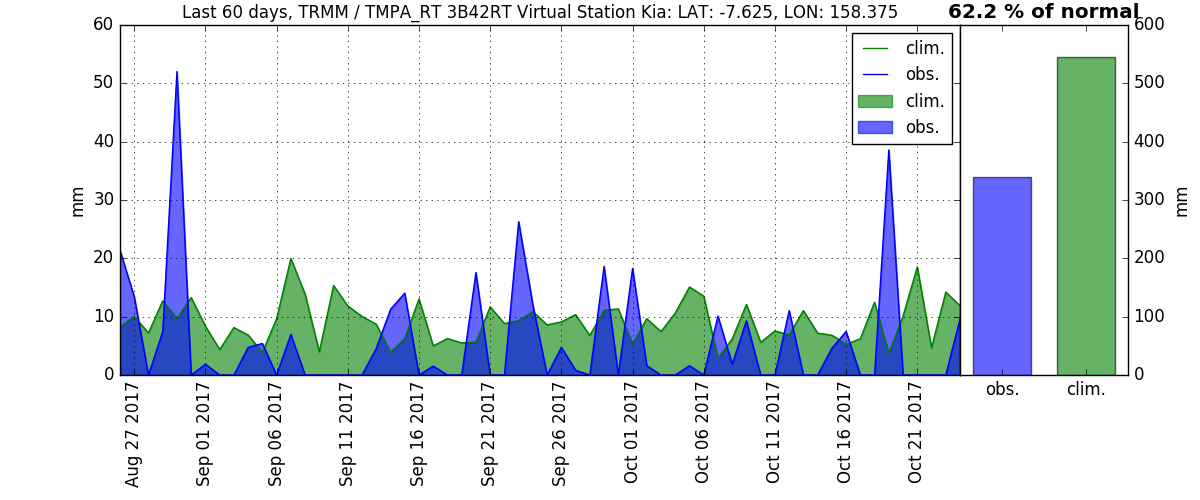 Last 60 days, TRMM / TMPA_RT 3B42RT Virtual Station Kia: LAT: -7.625, LON: 158.375
62.2 % of normal
60
50
40
30
20
10
0
mm
clim.
obs.
clim.
obs.
600
500
400
300
200
100
0
mm
obs.
clim.
Aug 27 2017
Sep 01 2017
Sep 06 2017
Sep 11 2017
Sep 16 2017
Sep 21 2017
Sep 26 2017
Oct 01 2017
Oct 06 2017
Oct 11 2017
Oct 16 2017
Oct 21 2017